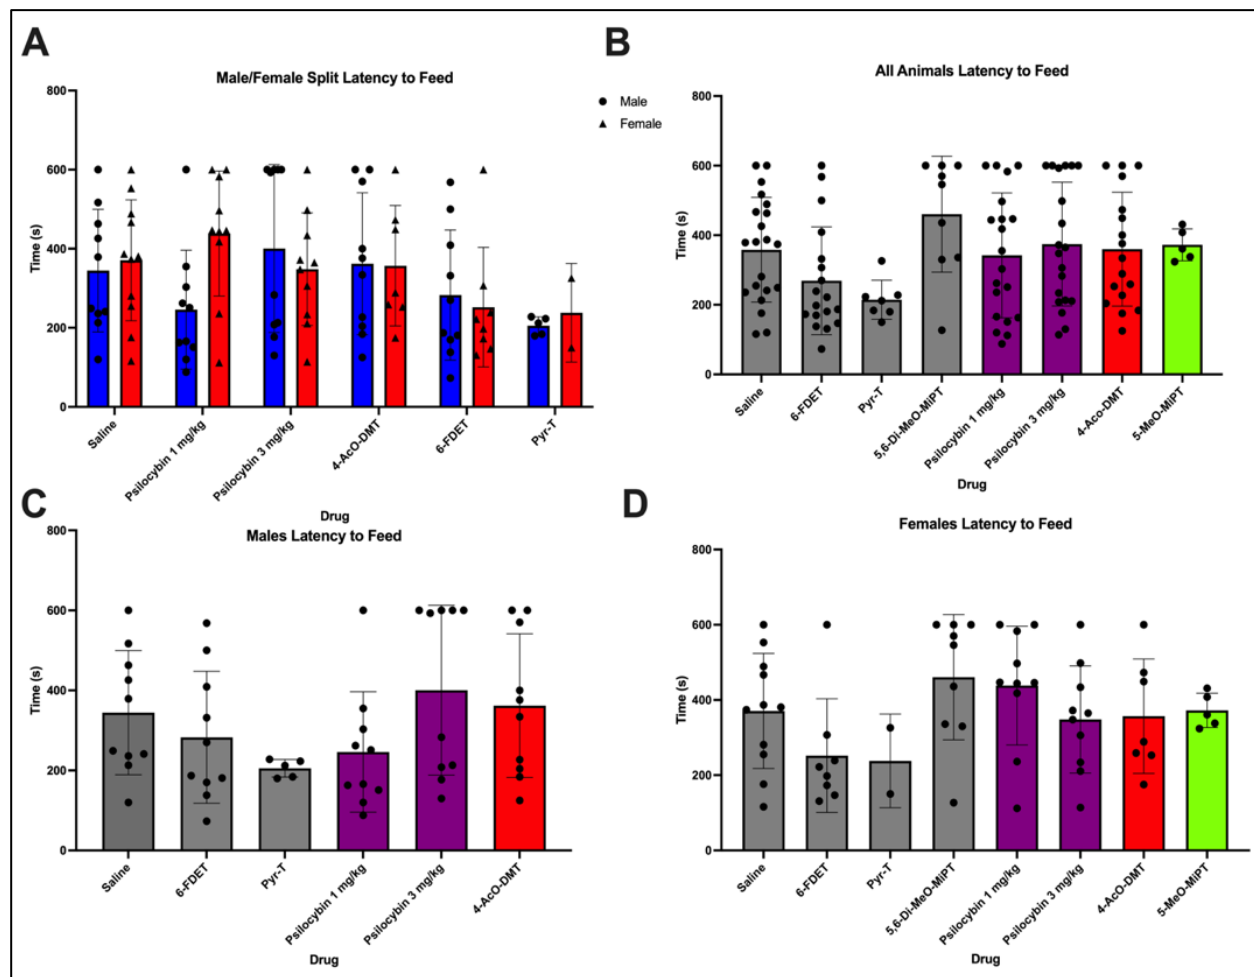 A
Male/Female Split Latency to Feed
800
600
400
200
0
Time (s)
Saline
Psilocybin 1 mg/kg
Psilocybin 3 mg/kg
4-AcO-DMT
6-FDET
Pyr-T
Drug
Male
Female
B
All Animals Latency to Feed
800
600
400
200
0
Time (s)
Saline
6-FDET
Pyr-T
5,6-Di-MeO-MiPT
Psilocybin 1 mg/kg
Psilocybin 3 mg/kg
4-Aco-DMT
5-MeO-MIPT
Drug
C
Males Latency to Feed
800
600
400
200
0
Time (s)
Saline
6-FDET
Pyr-T
Psilocybin 1 mg/kg
Psilocybin 3 mg/kg
4-AcO-DMT
Drug
D
Females Latency to Feed
800
600
400
200
0
Time (s)
Saline
6-FDET
Pyr-T
5,6-Di-MeO-MiPT
Psilocybin 1 mg/kg
Psilocybin 3 mg/kg
4-AcO-DMT
5-MeO-MiPT
Drug